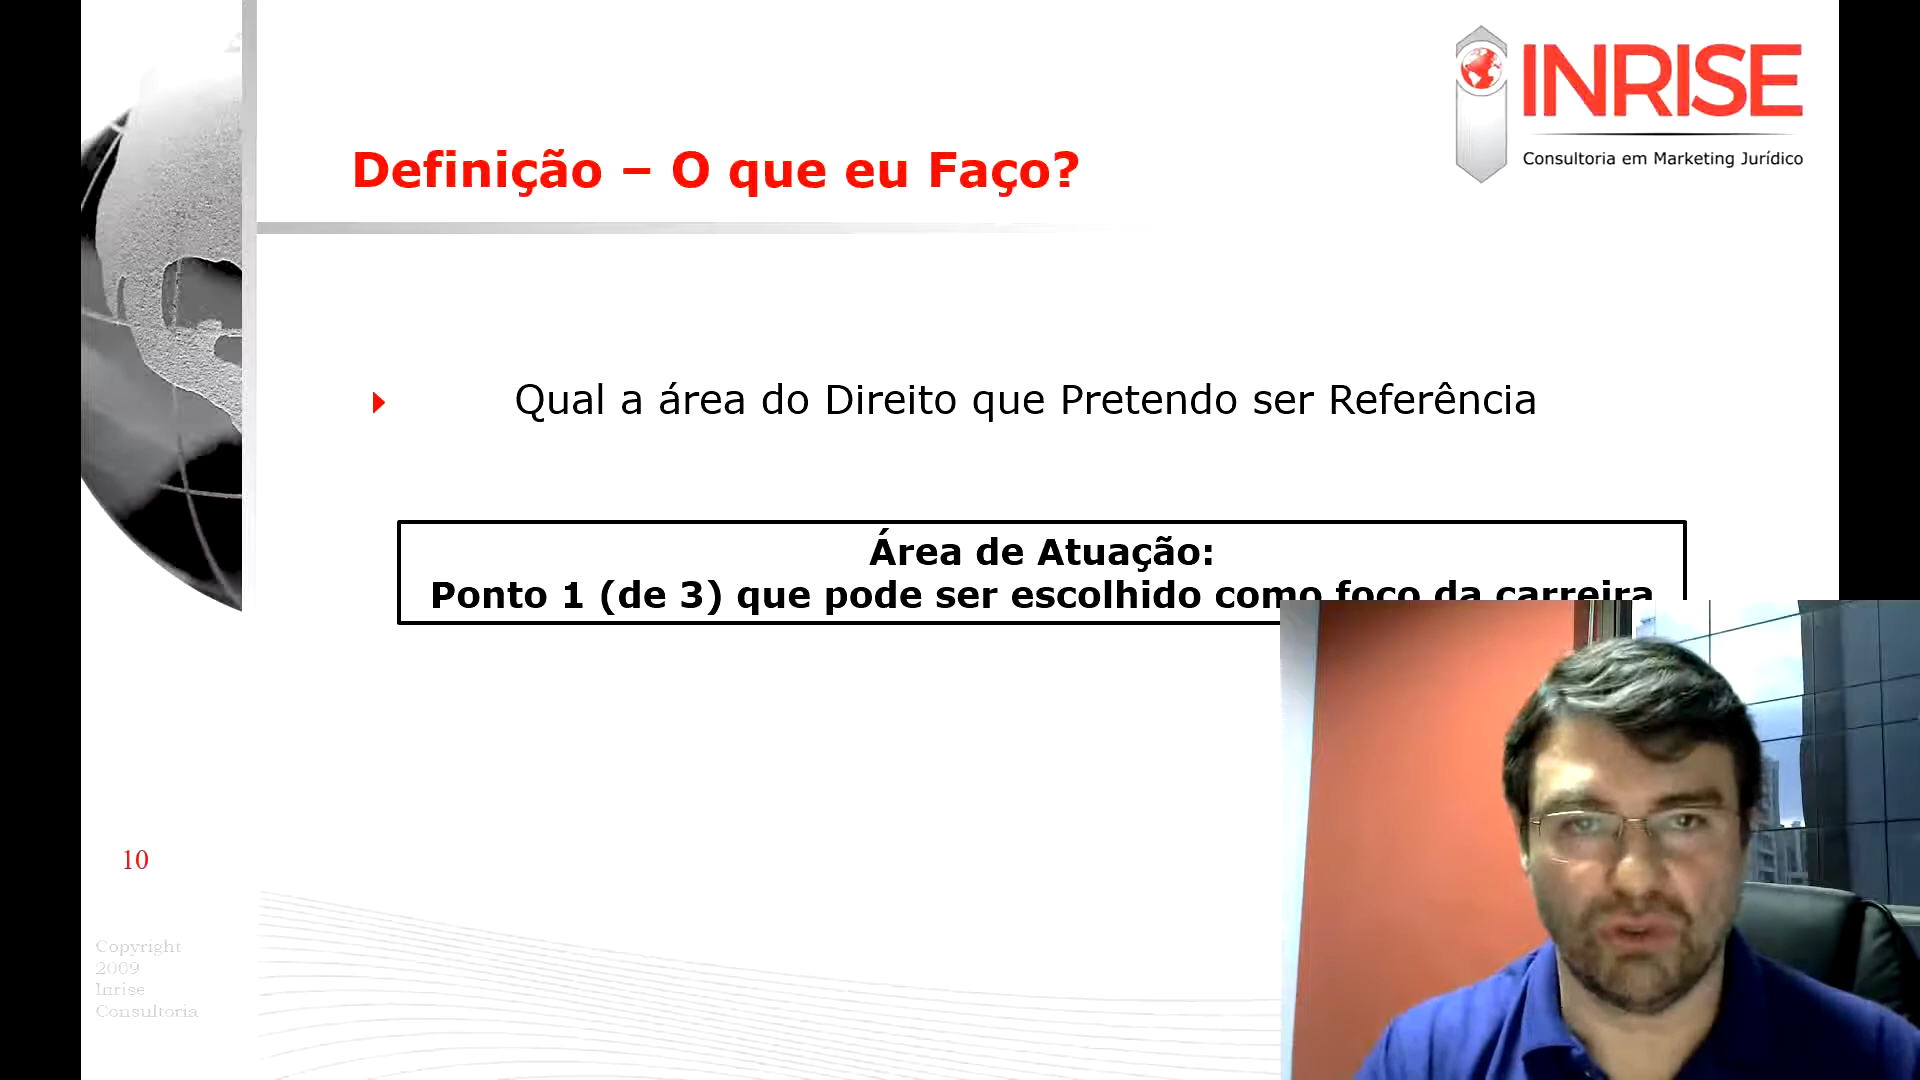 INRISE
Consultoria em Marketing Jurídico
Definição – O que eu Faço?
Qual a área do Direito que Pretendo ser Referência
Área de Atuação:
Ponto 1 (de 3) que pode ser escolhido como foco da carreira
10
Copyright
2009
Inrise
Consultoria